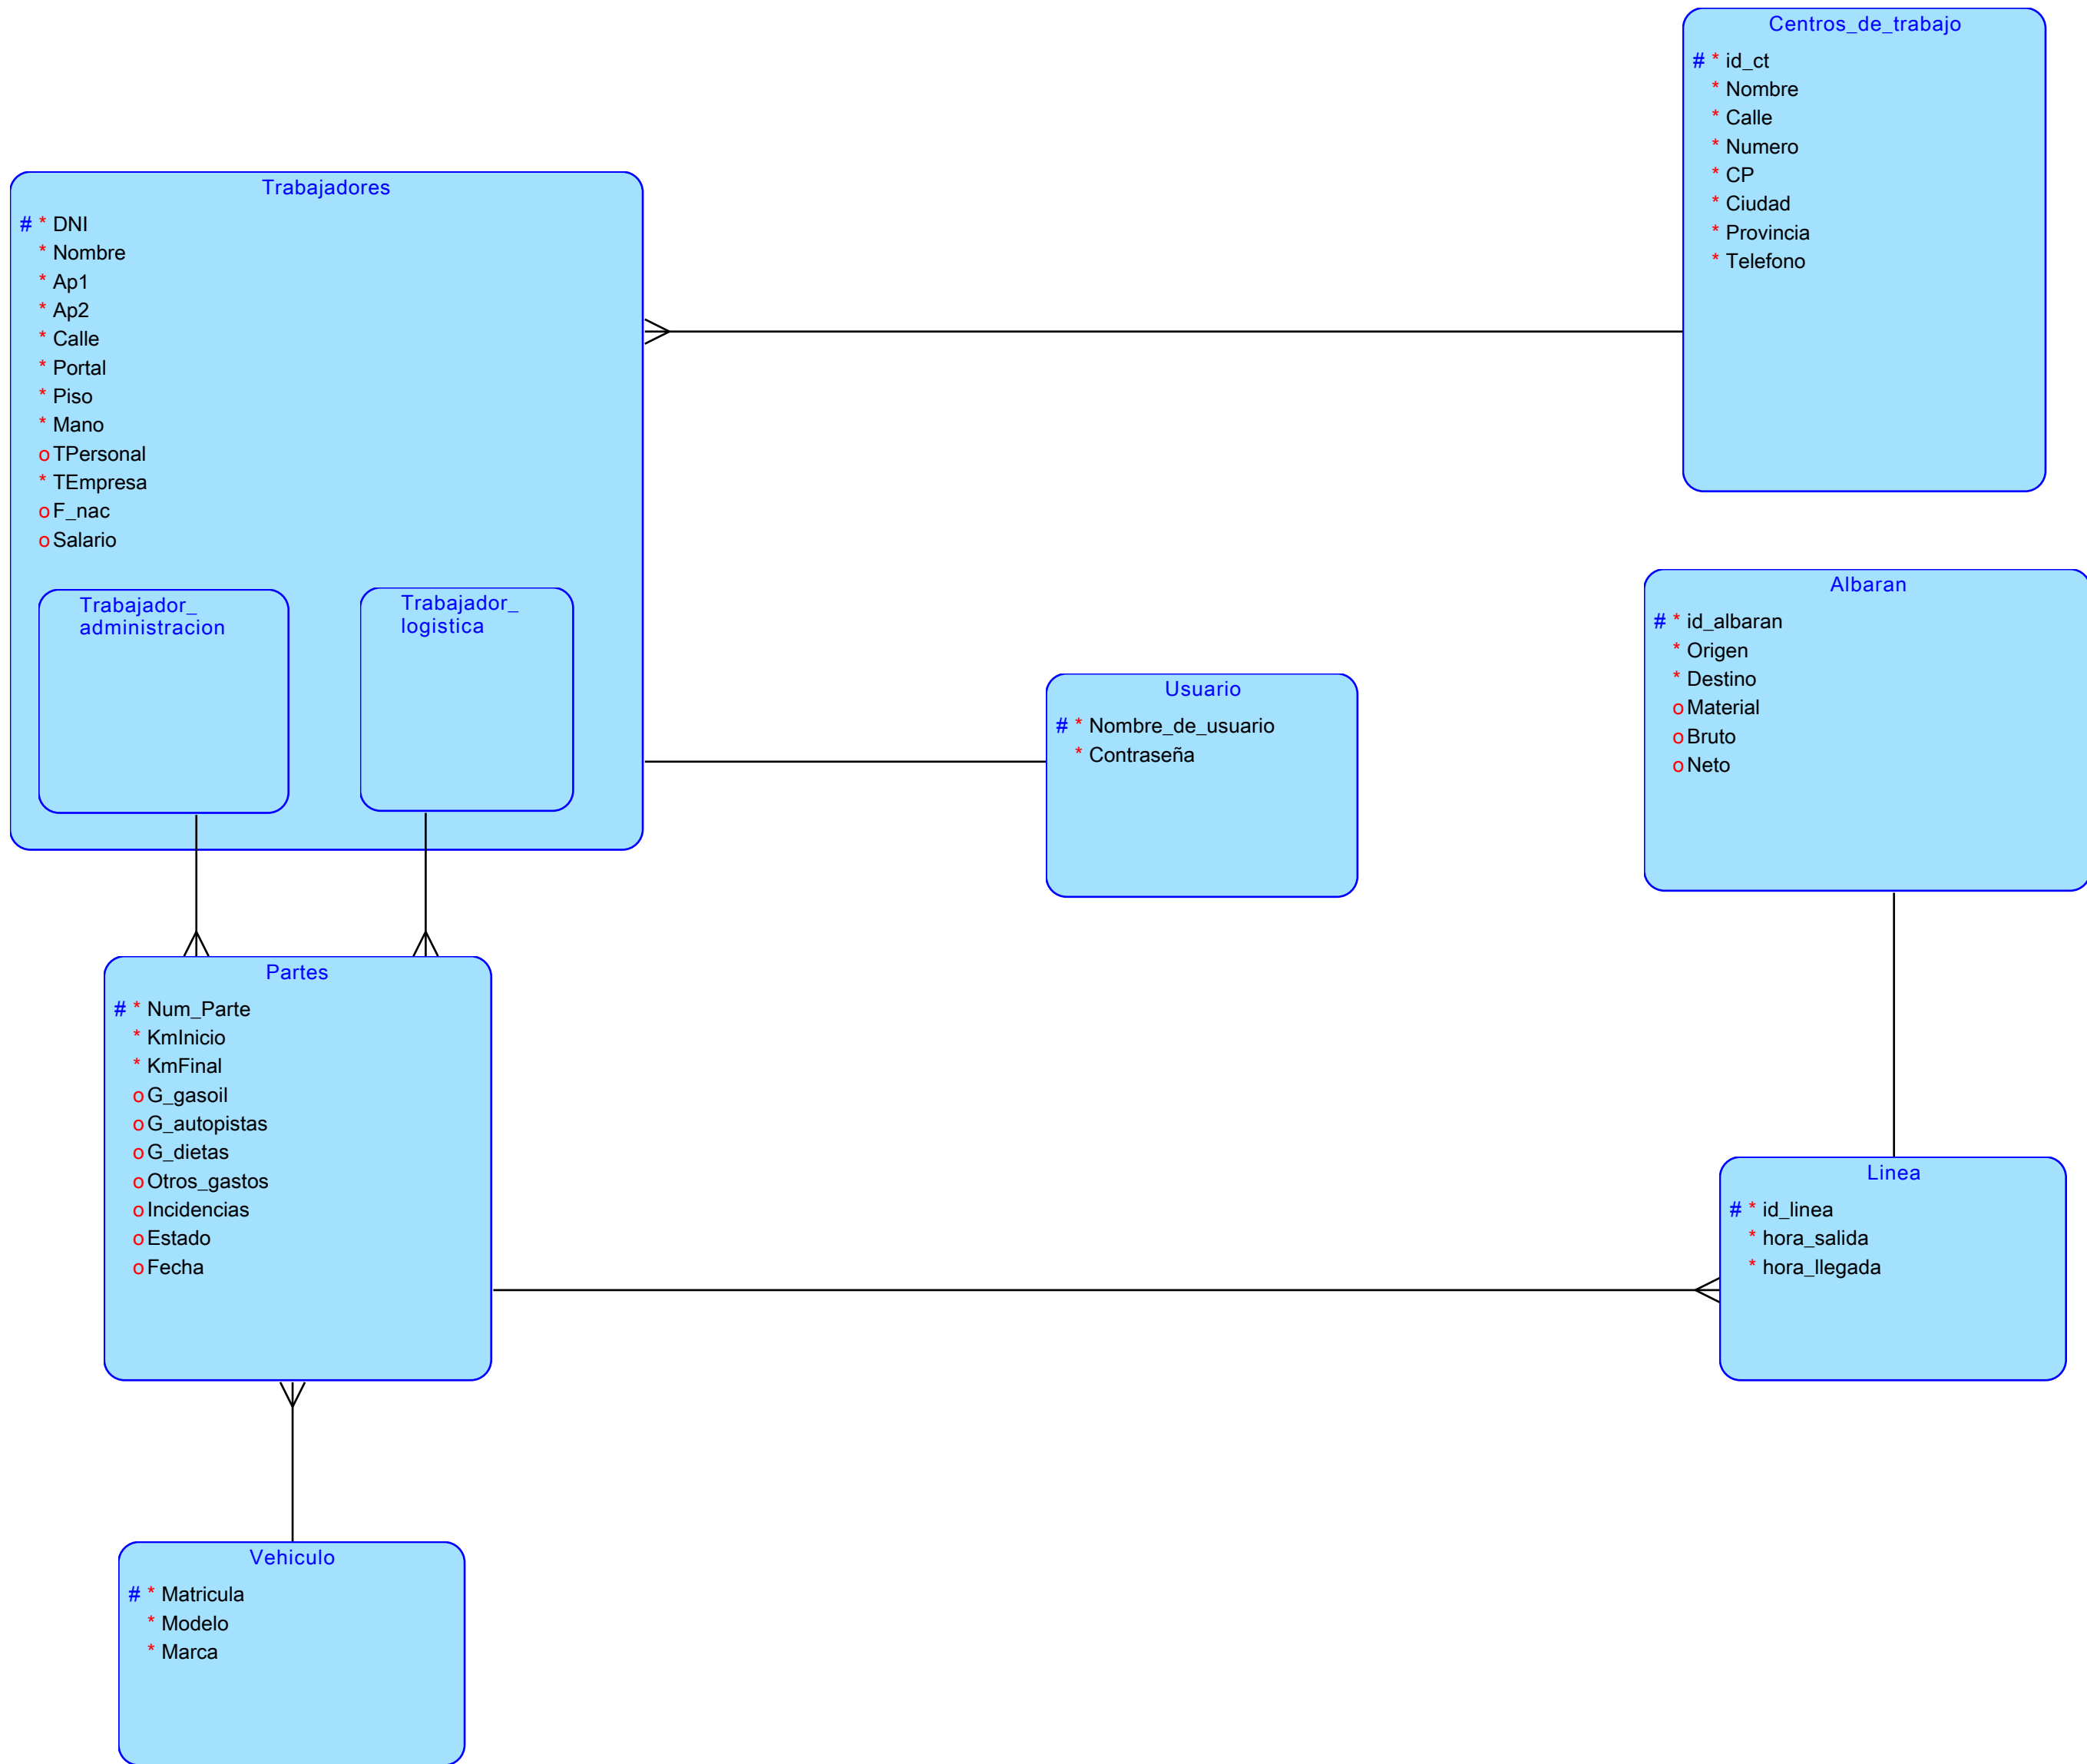 Centros_de_trabajo
# * id_ct
* Nombre
* Calle
* Numero
* CP
* Ciudad
* Provincia
* Telefono
Trabajadores
# * DNI
* Nombre
* Ap1
* Ap2
* Calle
* Portal
* Piso
* Mano
o TPersonal
* TEmpresa
o F_nac
o Salario
Trabajador_
administracion
Trabajador_
logistica
Usuario
# * Nombre_de_usuario
* Contraseña
Albaran
# * id_albaran
* Origen
* Destino
o Material
o Bruto
o Neto
Partes
# * Num_Parte
* KmInicio
* KmFinal
o G_gasoil
o G_autopistas
o G_dietas
o Otros_gastos
o Incidencias
o Estado
o Fecha
Linea
# * id_linea
* hora_salida
* hora_llegada
Vehiculo
# * Matricula
* Modelo
* Marca